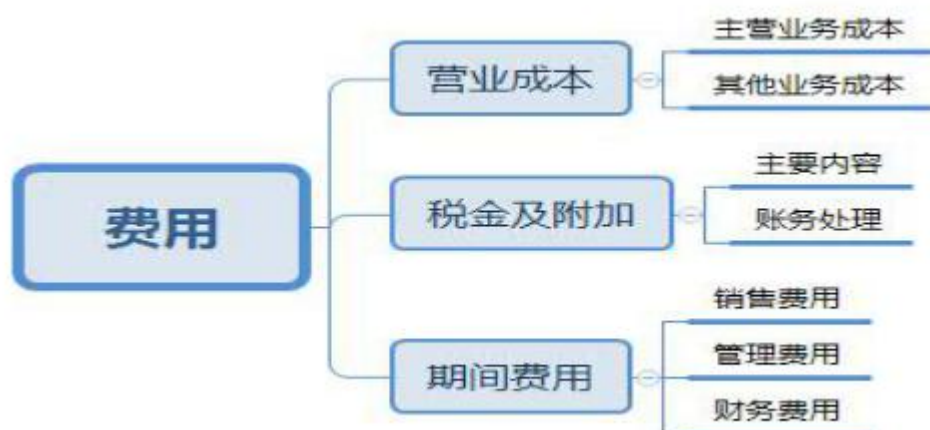 费用
营业成本
主营业务成本
其他业务成本
税金及附加
主要内容
账务处理
期间费用
销售费用
管理费用
财务费用